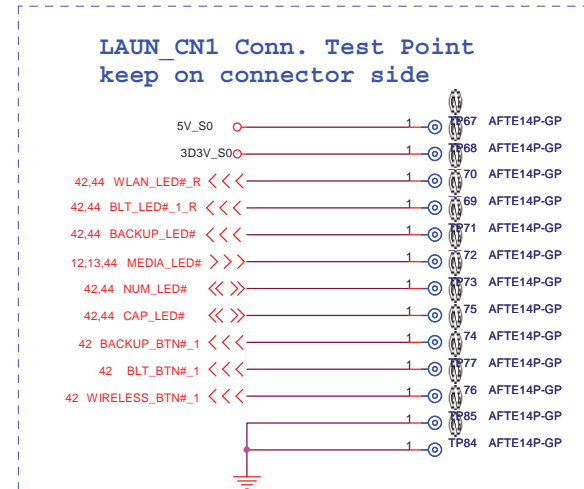 LAUN_CN1 Conn. Test Point
keep on connector side
5V_S0 1 TP67 AFTE14P-GP
3D3V_S0 1 TP68 AFTE14P-GP
42,44 WLAN_LED#_R 1 70 AFTE14P-GP
42,44 BLT_LED#_1_R 1 69 AFTE14P-GP
42,44 BACKUP_LED# 1 TP71 AFTE14P-GP
12,13,44 MEDIA_LED# 1 72 AFTE14P-GP
42,44 NUM_LED# 1 TP73 AFTE14P-GP
42,44 CAP_LED# 1 75 AFTE14P-GP
42 BACKUP_BTN#_1 1 74 AFTE14P-GP
42 BLT_BTN#_1 1 TP77 AFTE14P-GP
42 WIRELESS_BTN#_1 1 76 AFTE14P-GP
1 TP85 AFTE14P-GP
1 TP84 AFTE14P-GP